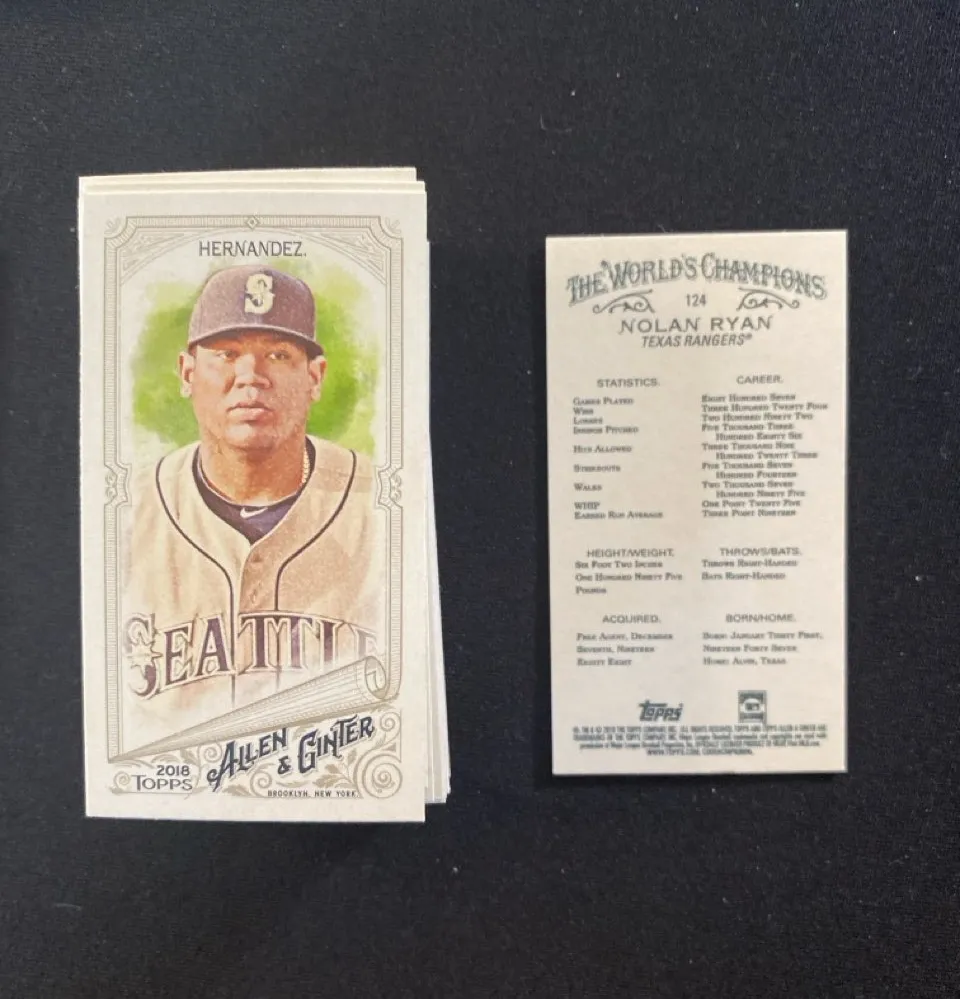 HERNANDEZ.
S
SEATTLE
ALLEN
& GINTER
2018
TOPPS
BROOKLYN, NEW YORK
THE WORLD'S CHAMPIONS
124
NOLAN RYAN
TEXAS RANGERS®
STATISTICS. CAREER.
GAMES PLAYED EIGHT HUNDRED SEVEN
WINS THREE HUNDRED TWENTY FOUR
LOSSES TWO HUNDRED NINETY TWO
INNINGS PITCHED FIVE THOUSAND THREE
HUNDRED EIGHTY SIX
HITS ALLOWED THREE THOUSAND NINE
HUNDRED TWENTY THREE
STRIKEOUTS FIVE THOUSAND SEVEN
HUNDRED FOURTEEN
WALKS TWO THOUSAND SEVEN
HUNDRED NINETY FIVE
WHIP ONE POINT TWENTY FIVE
EARNED RUN AVERAGE THREE POINT NINETEEN
HEIGHT/WEIGHT. THROWS/BATS.
SIX FOOT TWO INCHES THROWS RIGHT-HANDED
ONE HUNDRED NINETY FIVE BATS RIGHT-HANDED
POUNDS
ACQUIRED. BORN/HOME.
FREE AGENT, DECEMBER BORN: JANUARY THIRTY FIRST,
SEVENTH, NINETEEN NINETEEN FORTY SEVEN
EIGHTY EIGHT HOME: ALVIN, TEXAS
TOPPS